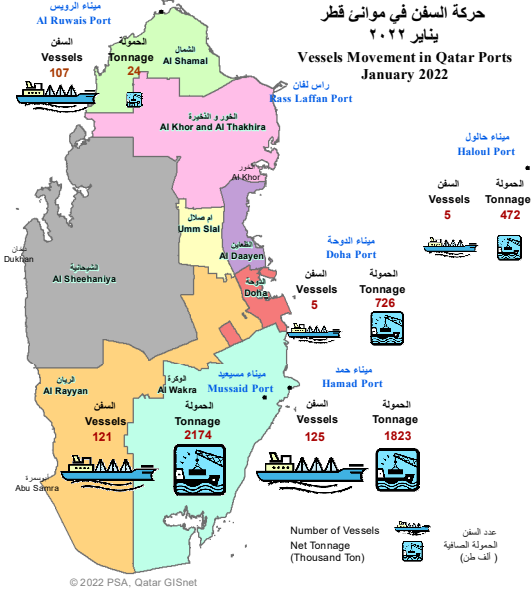 حركة السفن في موانئ قطر
يناير ٢٠٢٢
Vessels Movement in Qatar Ports
January 2022
ميناء الرويس
Al Ruwais Port
السفن
Vessels
107
الحمولة
Tonnage
24
الشمال
Al Shamal
راس لفان
Rass Laffan Port
الخور و الذخيرة
Al Khor and Al Thakhira
الخور
Al Khor
ميناء حالول
Haloul Port
السفن
Vessels
5
الحمولة
Tonnage
472
ام صلال
Umm Slal
الظعاين
Al Daayen
دخان
Dukhan
الشيحانية
Al Sheehaniya
ميناء الدوحة
Doha Port
الدوحة
Doha
السفن
Vessels
5
الحمولة
Tonnage
726
الريان
Al Rayyan
الوكرة
Al Wakra
ميناء مسيعيد
Mussaid Port
السفن
Vessels
121
الحمولة
Tonnage
2174
ميناء حمد
Hamad Port
السفن
Vessels
125
الحمولة
Tonnage
1823
أبوسمرة
Abu Samra
Number of Vessels
عدد السفن
Net Tonnage
(Thousand Ton)
الحمولة الصافية
( ألف طن)
© 2022 PSA, Qatar GISnet